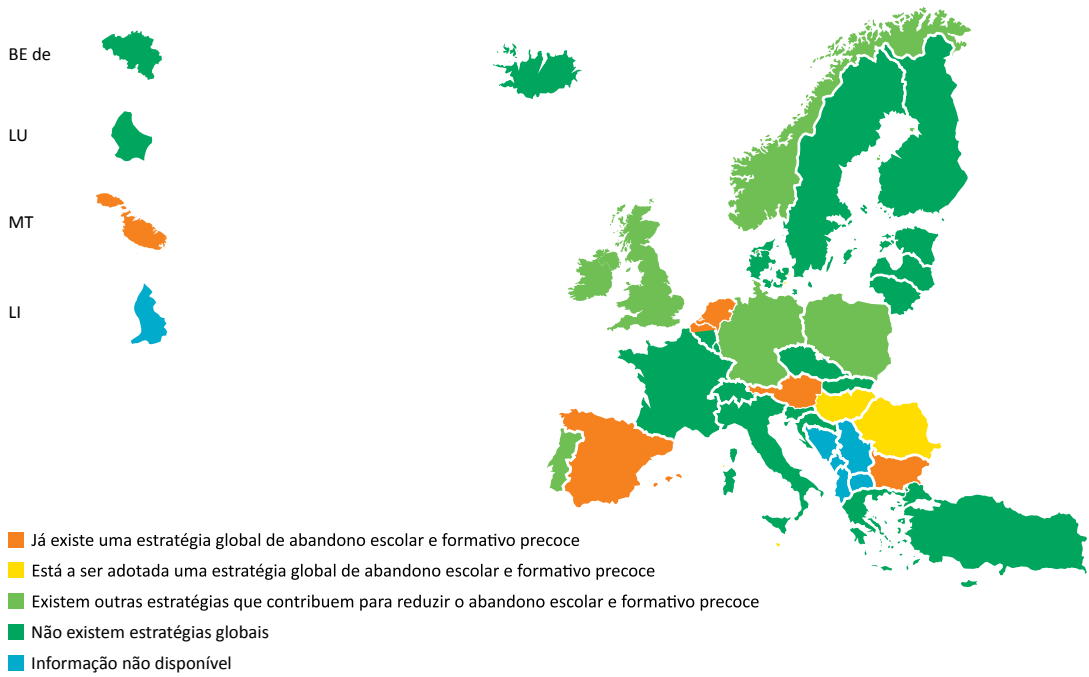 BE de
LU
MT
LI
Já existe uma estratégia global de abandono escolar e formativo precoce
Está a ser adotada uma estratégia global de abandono escolar e formativo precoce
Existem outras estratégias que contribuem para reduzir o abandono escolar e formativo precoce
Não existem estratégias globais
Informação não disponível